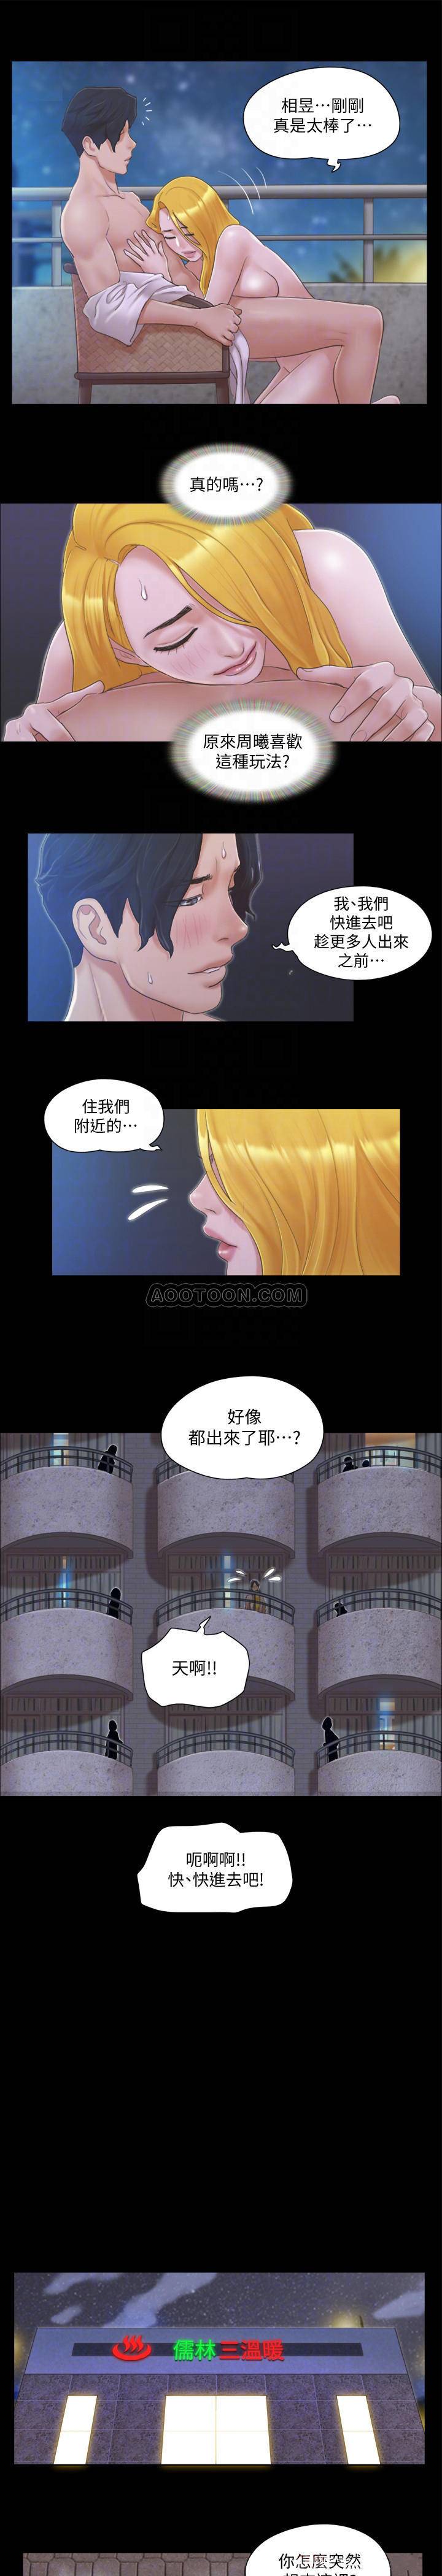 相昱⋯剛剛
真是太棒了⋯
真的嗎⋯?
原來周曦喜歡
這種玩法?
我、我們
快進去吧
趁更多人出來
之前⋯
住我們
附近的⋯
AOOTOON.COM
好像
都出來了耶⋯?
天啊!!
呃啊啊!!
快、快進去吧!
儒林三溫暖
你怎麼突然